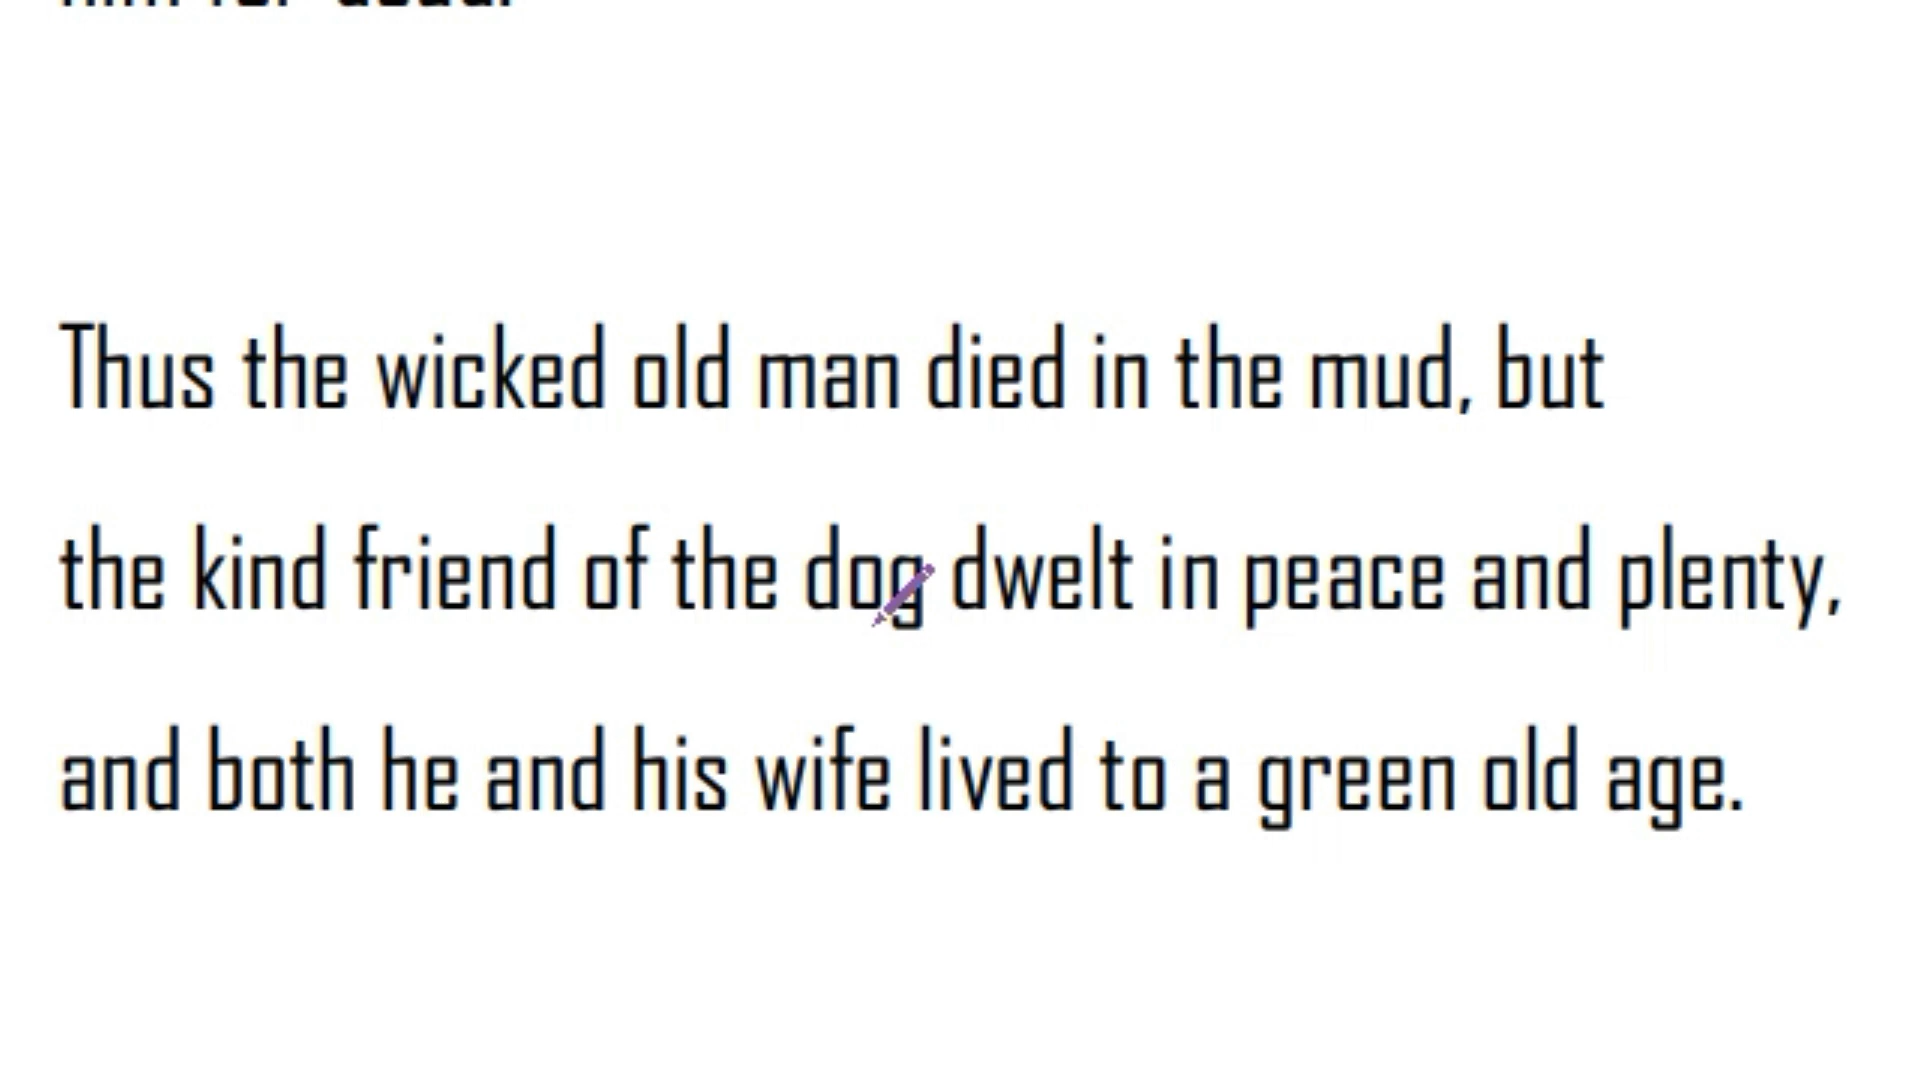 Thus the wicked old man died in the mud, but
the kind friend of the dog dwelt in peace and plenty,
and both he and his wife lived to a green old age.